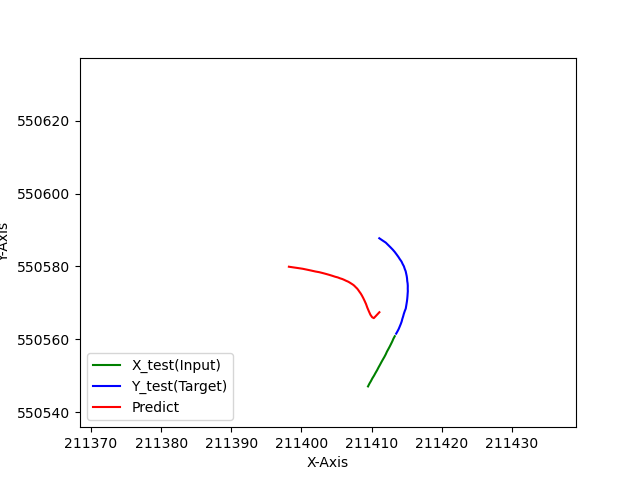 550620
550600
550580
550560
550540
Y-Axis
X_test(Input)
Y_test(Target)
Predict
211370 211380 211390 211400 211410 211420 211430
X-Axis